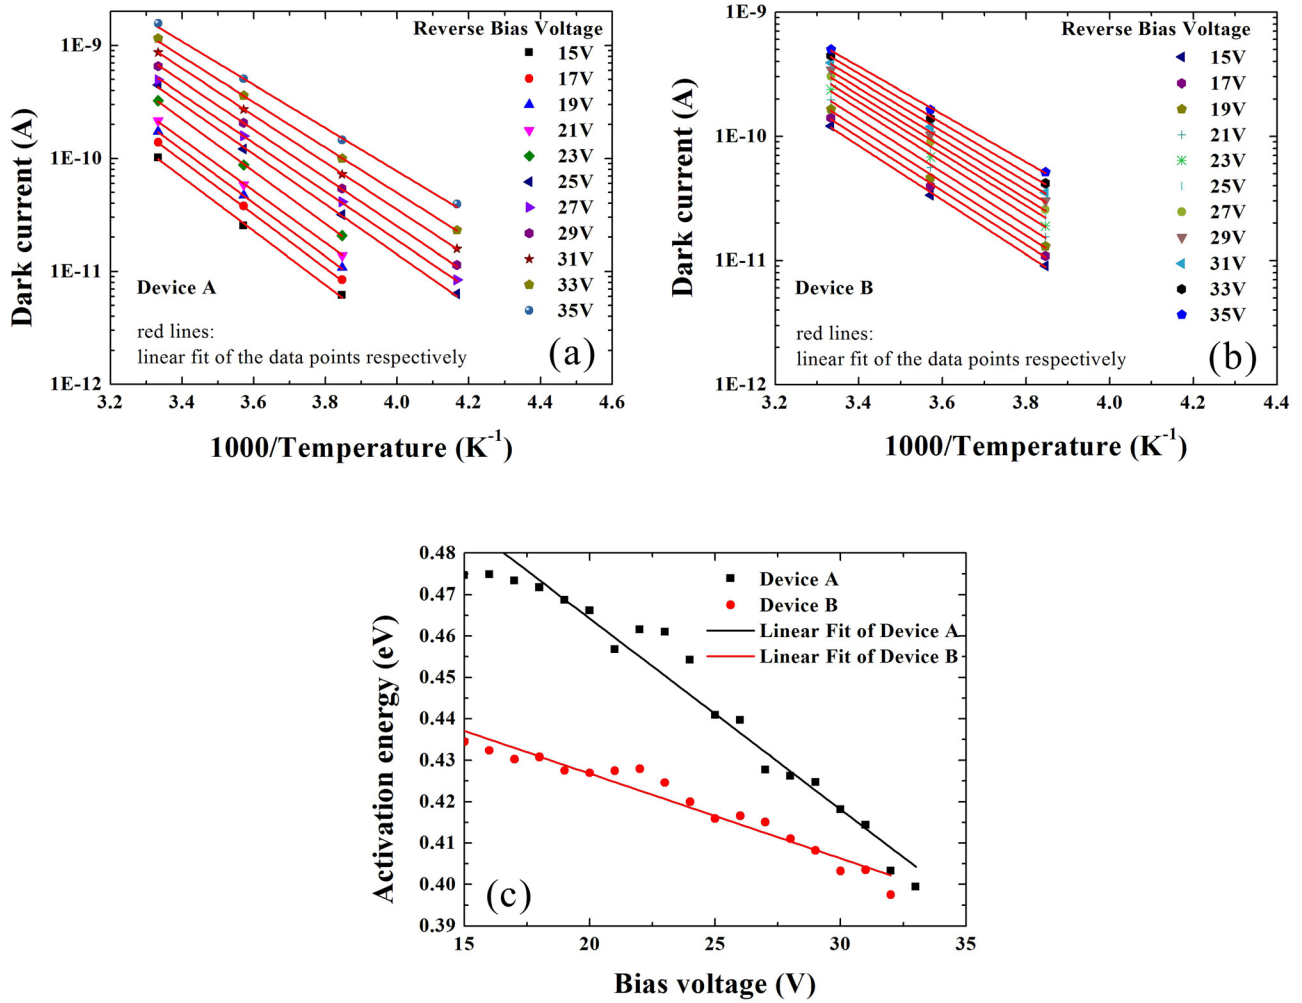 Reverse Bias Voltage
15V
17V
19V
21V
23V
25V
27V
29V
31V
33V
35V
1E-9
1E-10
1E-11
1E-12
Dark current (A)
Device A
red lines:
linear fit of the data points respectively
(a)
3.2 3.4 3.6 3.8 4.0 4.2 4.4 4.6
1000/Temperature (K-1)
Reverse Bias Voltage
15V
17V
19V
21V
23V
25V
27V
29V
31V
33V
35V
1E-8
1E-9
1E-10
1E-11
1E-12
Dark current (A)
Device B
red lines:
linear fit of the data points respectively
(b)
3.2 3.4 3.6 3.8 4.0 4.2 4.4
1000/Temperature (K-1)
0.48
0.47
0.46
0.45
0.44
0.43
0.42
0.41
0.40
0.39
Activation energy (eV)
Device A
Device B
Linear Fit of Device A
Linear Fit of Device B
(c)
15 20 25 30 35
Bias voltage (V)